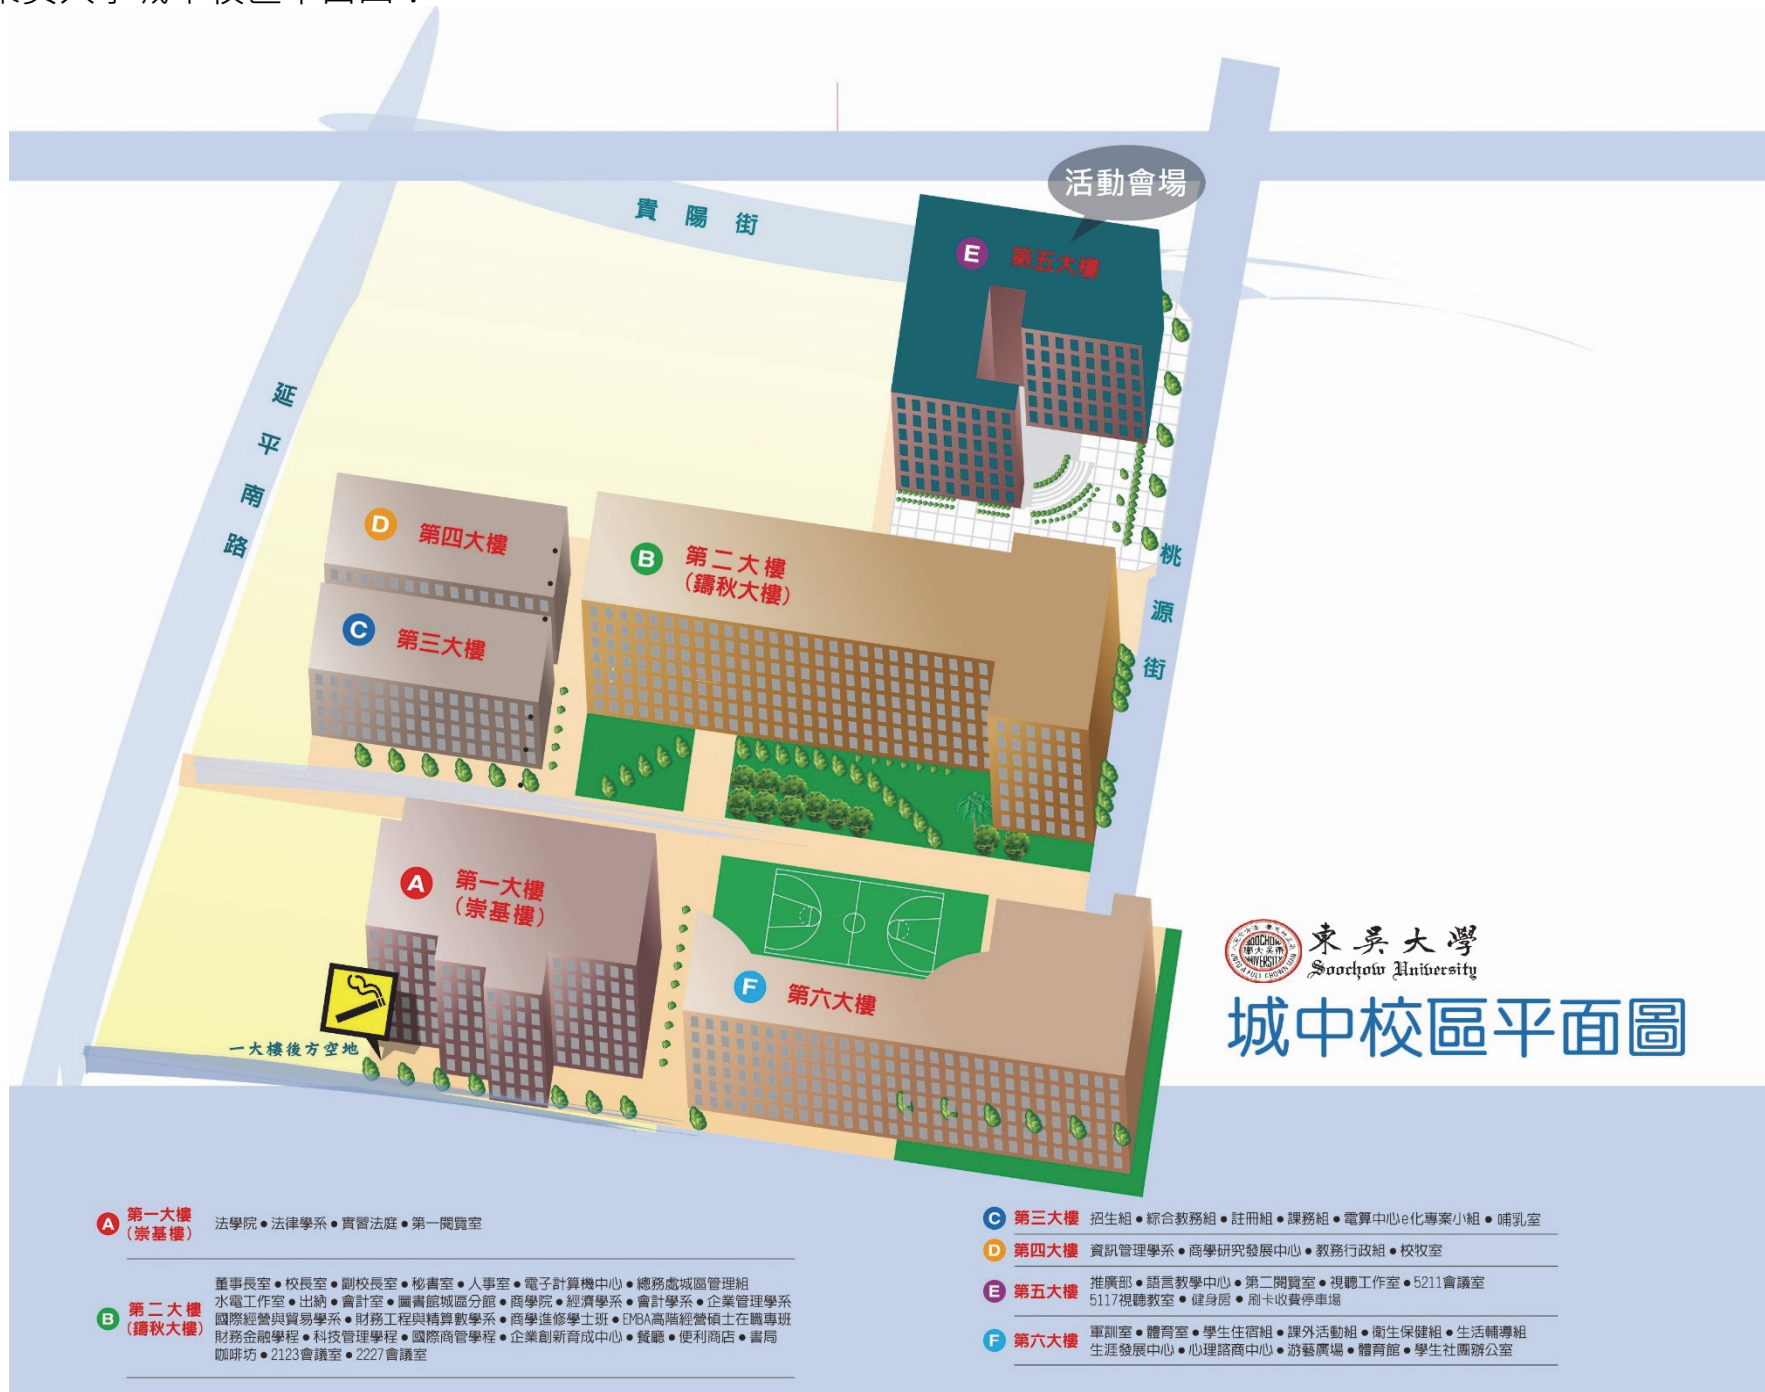 東吳大學城中校區平面圖：
活動會場
貴陽街
E 第五大樓
延平南路
D 第四大樓
B 第二大樓
(鑄秋大樓)
桃源街
C 第三大樓
A 第一大樓
(崇基樓)
F 第六大樓
一大樓後方空地
東吳大學
Soochow University
城中校區平面圖
A 第一大樓
(崇基樓)
法學院●法律學系●實習法庭●第一閱覽室
B 第二大樓
(鑄秋大樓)
董事長室●校長室●副校長室●秘書室●人事室●電子計算機中心●總務處城區管理組
水電工作室●出納●會計室●圖書館城區分館●商學院●經濟學系●會計學系●企業管理學系
國際經營與貿易學系●財務工程與精算數學系●商學進修學士班●EMBA高階經營碩士在職專班
財務金融學程●科技管理學程●國際商管學程●企業創新育成中心●餐廳●便利商店●書局
咖啡坊●2123會議室●2227會議室
C 第三大樓 招生組●綜合教務組●註冊組●課務組●電算中心e化專案小組●哺乳室
D 第四大樓 資訊管理學系●商學研究發展中心●教務行政組●校牧室
E 第五大樓 推廣部●語言教學中心●第二閱覽室●視聽工作室●5211會議室
5117視聽教室●健身房●刷卡收費停車場
F 第六大樓 軍訓室●體育室●學生住宿組●課外活動組●衛生保健組●生活輔導組
生涯發展中心●心理諮商中心●游藝廣場●體育館●學生社團辦公室